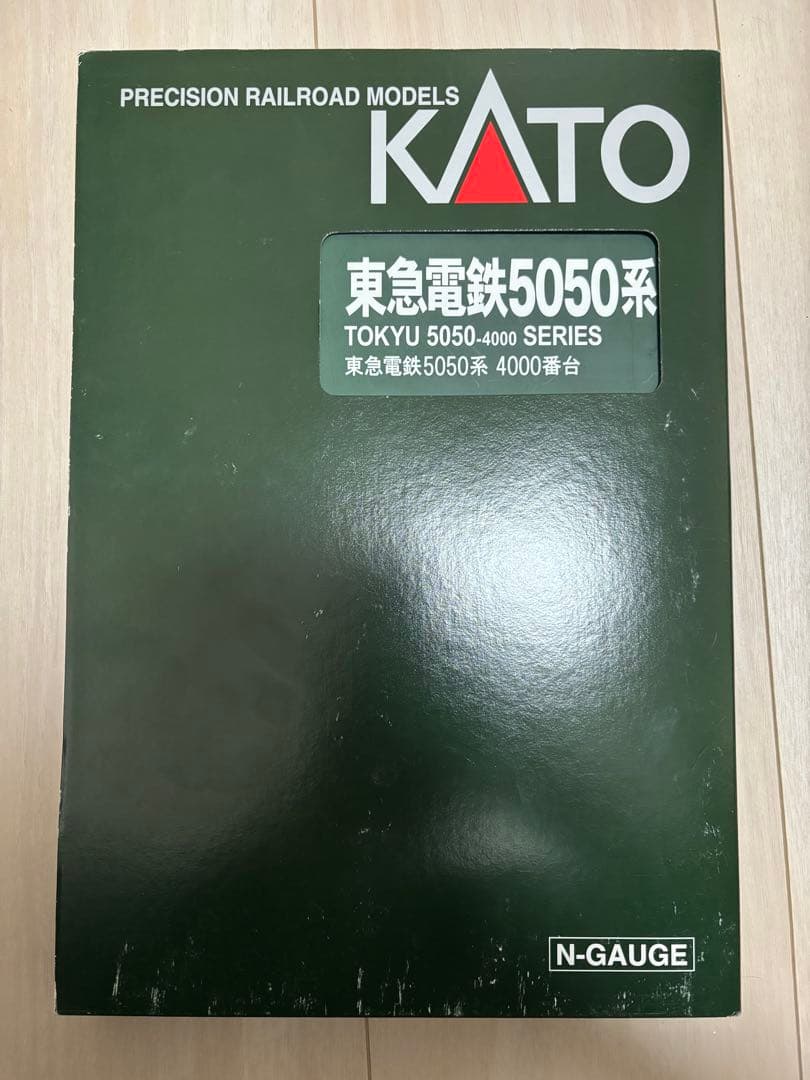 PRECISION RAILROAD MODELS
KATO
東急電鉄5050系
TOKYU 5050-4000 SERIES
東急電鉄5050系 4000番台
N-GAUGE